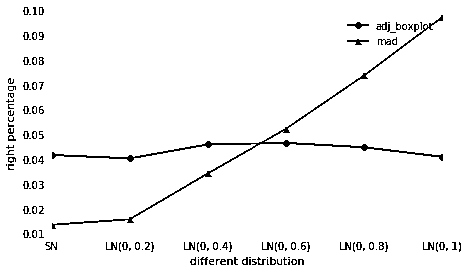 0.10
0.09
0.08
0.07
0.06
0.05
0.04
0.03
0.02
0.01
right percentage
adj_boxplot
mad
SN LN(0, 0.2) LN(0, 0.4) LN(0, 0.6) LN(0, 0.8) LN(0, 1)
different distribution